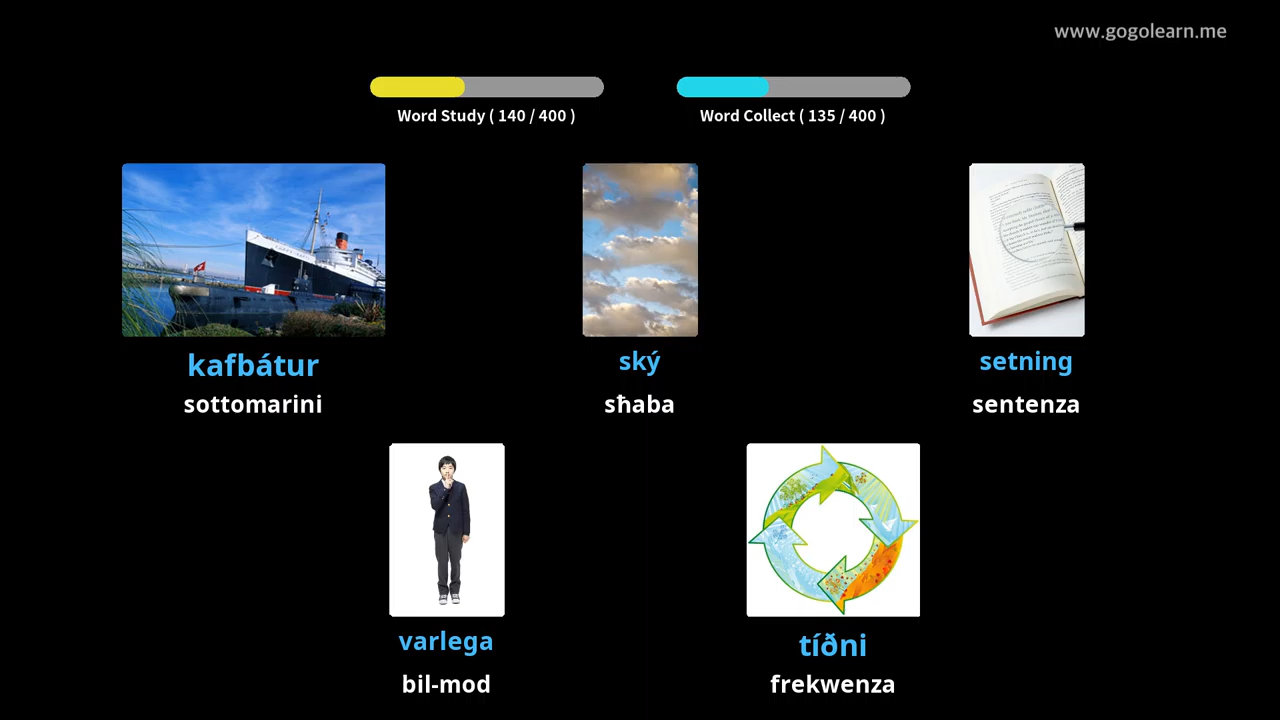 www.gogolearn.me
Word Study ( 140 / 400 )
Word Collect ( 135 / 400 )
kafbátur
ský
setning
sottomarini
sħaba
sentenza
varlega
tíðni
bil-mod
frekwenza